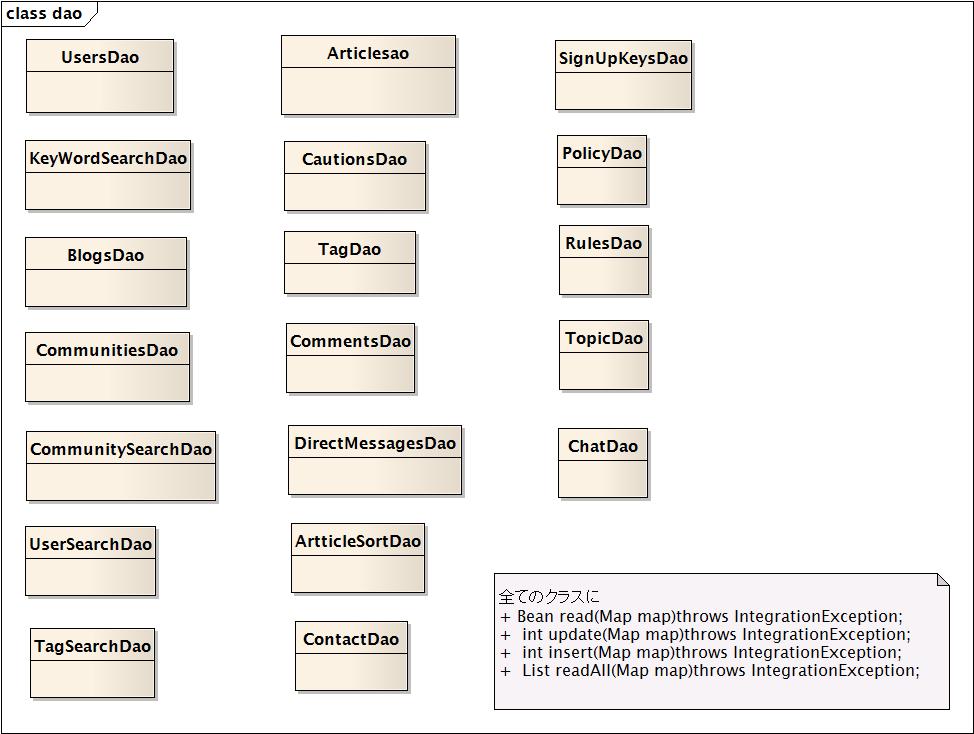 class dao
UsersDao
KeyWordSearchDao
BlogsDao
CommunitiesDao
CommunitySearchDao
UserSearchDao
TagSearchDao
Articlesao
CautionsDao
TagDao
CommentsDao
DirectMessagesDao
ArtticleSortDao
ContactDao
SignUpKeysDao
PolicyDao
RulesDao
TopicDao
ChatDao
全てのクラスに
+ Bean read(Map map)throws IntegrationException;
+ int update(Map map)throws IntegrationException;
+ int insert(Map map)throws IntegrationException;
+ List readAll(Map map)throws IntegrationException;